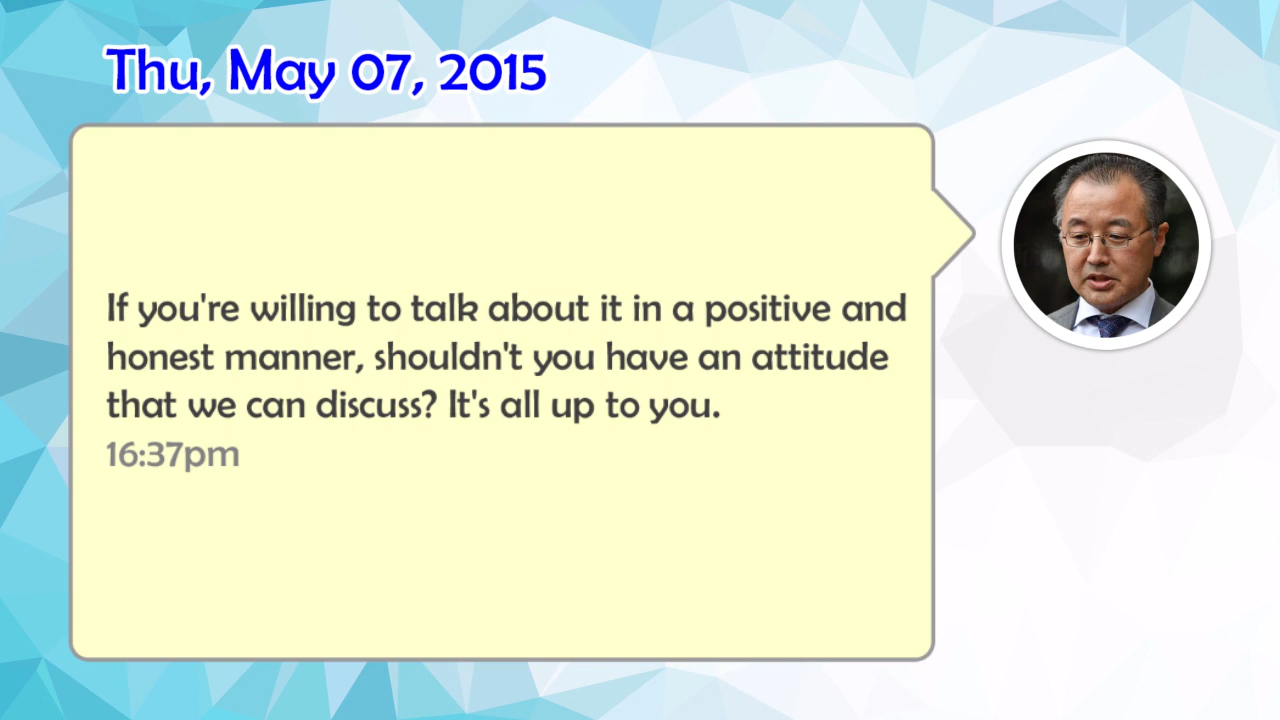 Thu, May 07, 2015
If you're willing to talk about it in a positive and
honest manner, shouldn't you have an attitude
that we can discuss? It's all up to you.
16:37pm